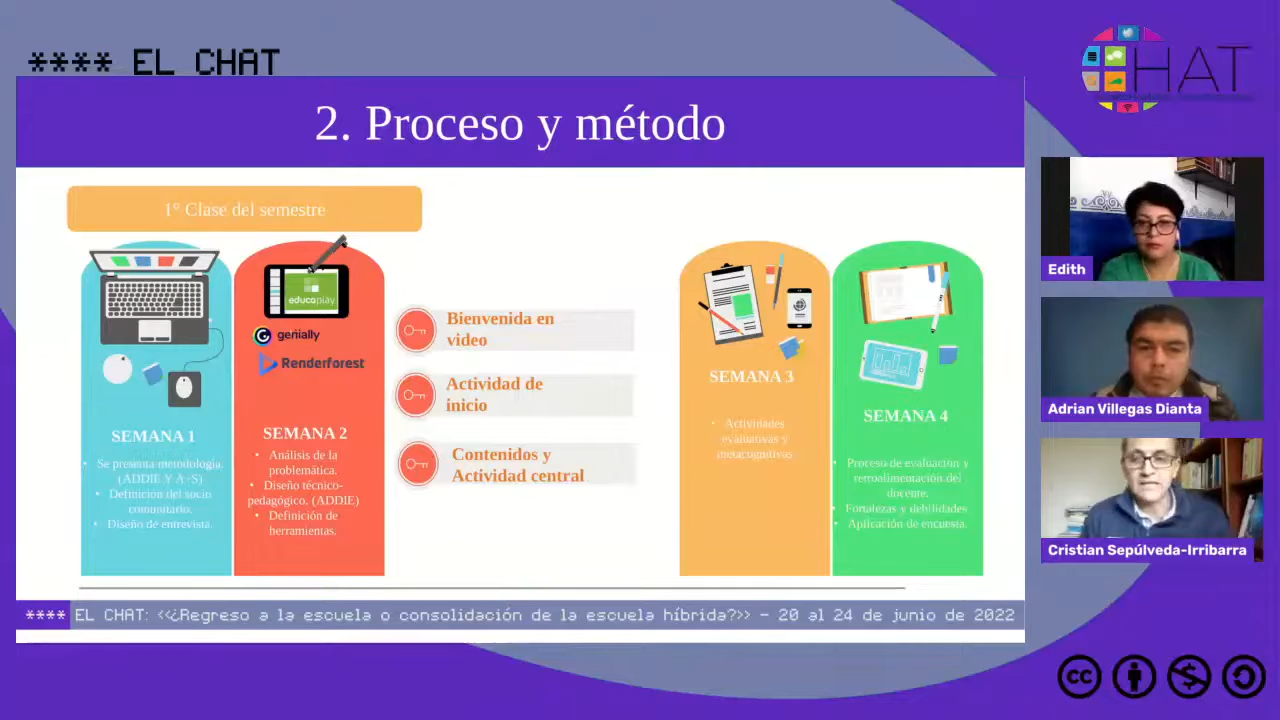 **** EL CHAT
HAT
2. Proceso y método
1° Clase del semestre
educaplay
genially
Renderforest
SEMANA 1
• Se presenta metodología.
(ADDIE Y A+S)
• Definición del socio
comunitario.
• Diseño de entrevista.
SEMANA 2
• Análisis de la
problemática.
• Diseño técnico-
pedagógico. (ADDIE)
• Definición de
herramientas.
Bienvenida en
video
Actividad de
inicio
Contenidos y
Actividad central
SEMANA 3
• Actividades
evaluativas y
metacognitivas
SEMANA 4
• Proceso de evaluación y
retroalimentación del
docente.
• Fortalezas y debilidades
• Aplicación de encuesta.
Edith
Adrian Villegas Dianta
Cristian Sepúlveda-Irribarra
**** EL CHAT: <<¿Regreso a la escuela o consolidación de la escuela híbrida?>> – 20 al 24 de junio de 2022
cc